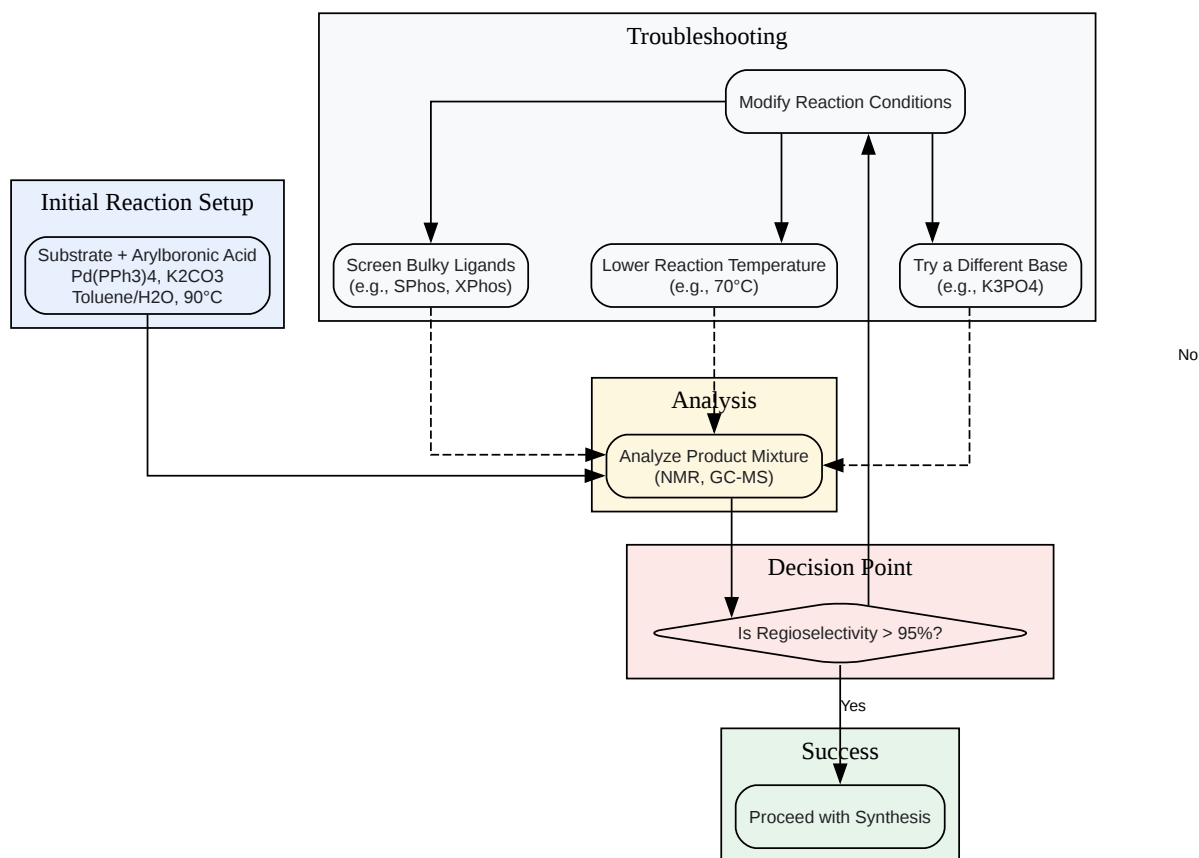 Troubleshooting
Modify Reaction Conditions
Initial Reaction Setup
Substrate + Arylboronic Acid
Pd(PPh3)4, K2CO3
Toluene/H2O, 90°C
Screen Bulky Ligands
(e.g., SPhos, XPhos)
Lower Reaction Temperature
(e.g., 70°C)
Try a Different Base
(e.g., K3PO4)
No
Analysis
Analyze Product Mixture
(NMR, GC-MS)
Decision Point
Is Regioselectivity > 95%?
Yes
Success
Proceed with Synthesis